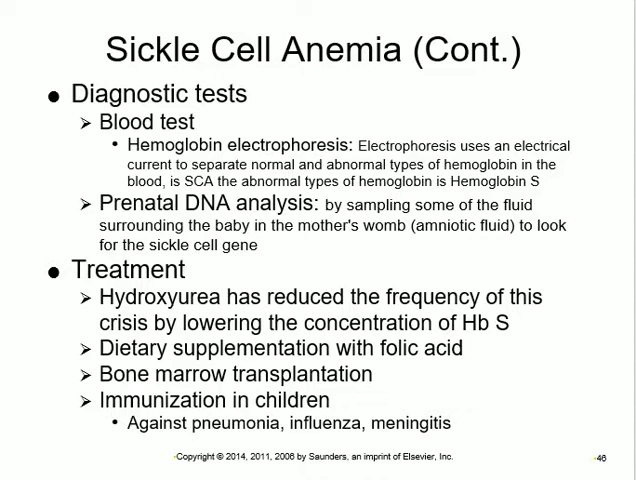 Sickle Cell Anemia (Cont.)
● Diagnostic tests
➢ Blood test
• Hemoglobin electrophoresis: Electrophoresis uses an electrical
current to separate normal and abnormal types of hemoglobin in the
blood, is SCA the abnormal types of hemoglobin is Hemoglobin S
➢ Prenatal DNA analysis: by sampling some of the fluid
surrounding the baby in the mother's womb (amniotic fluid) to look
for the sickle cell gene
● Treatment
➢ Hydroxyurea has reduced the frequency of this
crisis by lowering the concentration of Hb S
➢ Dietary supplementation with folic acid
➢ Bone marrow transplantation
➢ Immunization in children
• Against pneumonia, influenza, meningitis
Copyright © 2014, 2011, 2006 by Saunders, an imprint of Elsevier, Inc.
46